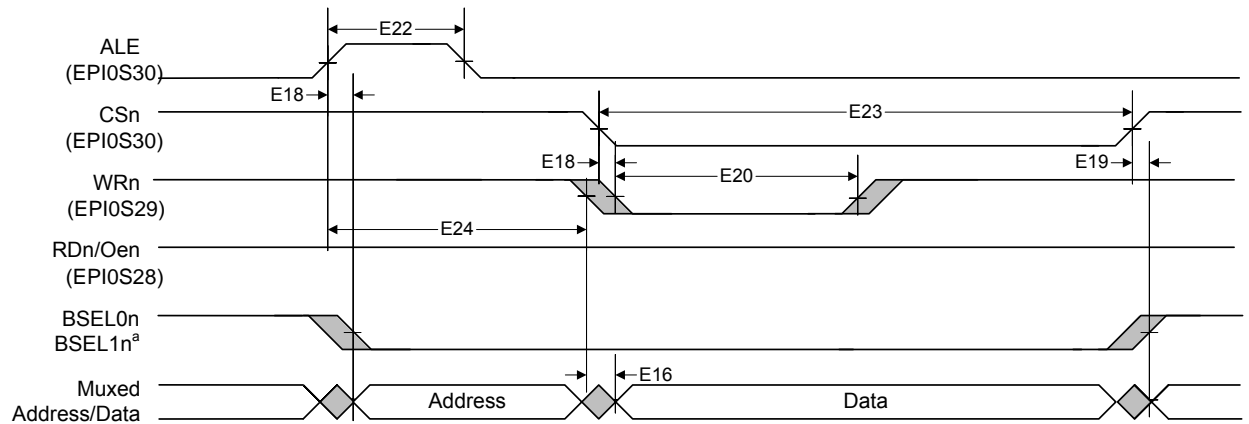 E22
ALE
(EPI0S30)
E18
CSn
(EPI0S30)
E23
E18
E19
E20
WRn
(EPI0S29)
E24
RDn/Oen
(EPI0S28)
BSEL0n
BSEL1nᵃ
E16
Muxed
Address/Data
Address
Data